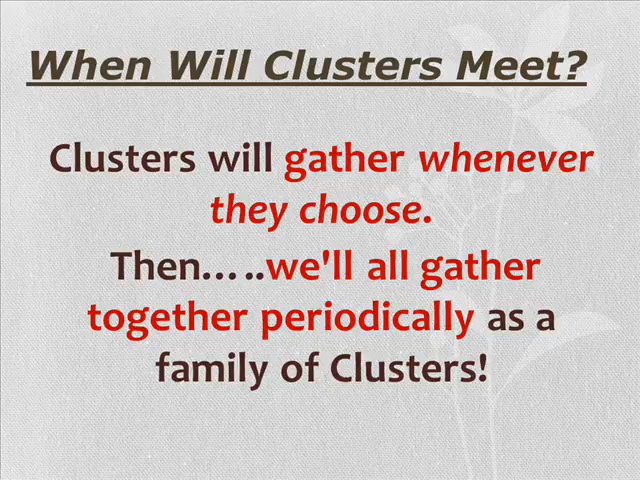 When Will Clusters Meet?
Clusters will gather whenever
they choose.
Then…..we'll all gather
together periodically as a
family of Clusters!